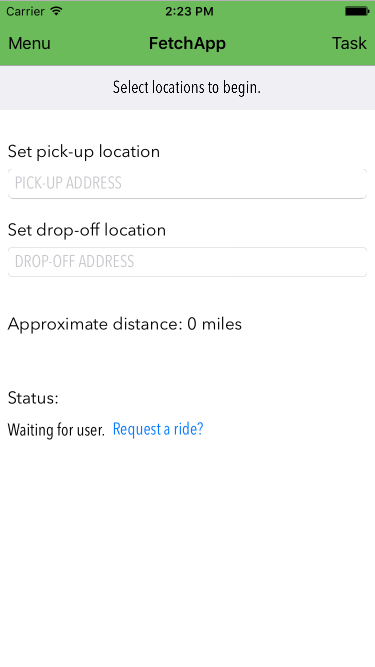 Carrier 2:23 PM
Menu FetchApp Task
Select locations to begin.
Set pick-up location
PICK-UP ADDRESS
Set drop-off location
DROP-OFF ADDRESS
Approximate distance: 0 miles
Status:
Waiting for user. Request a ride?